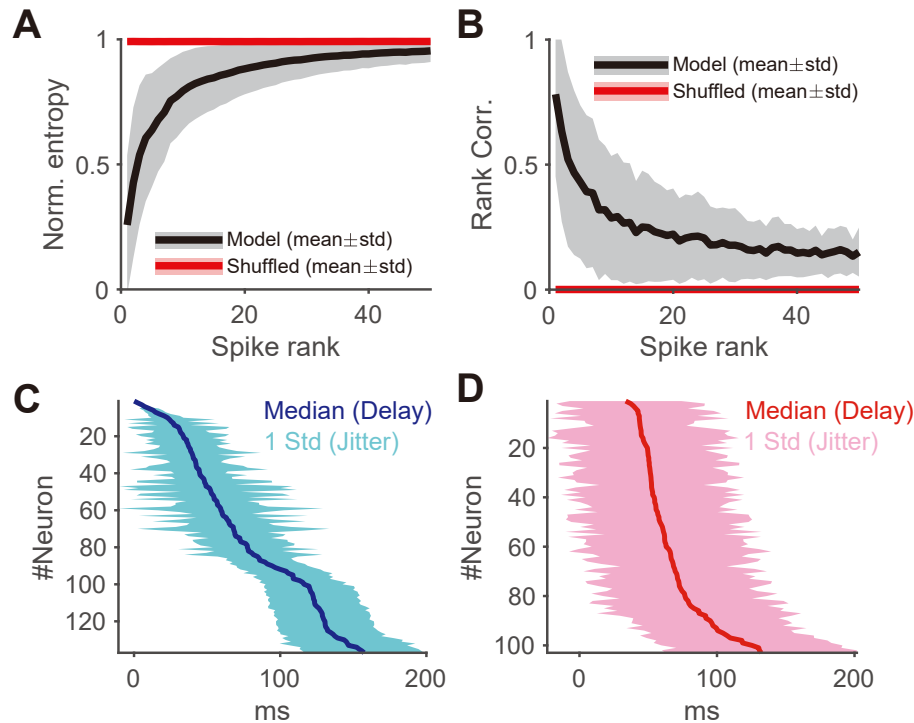 A
Norm. entropy
1
0.5
0
Model (mean±std)
Shuffled (mean±std)
0
20
40
Spike rank
B
Rank Corr.
1
0.5
0
Model (mean±std)
Shuffled (mean±std)
0
20
40
Spike rank
C
Median (Delay)
1 Std (Jitter)
#Neuron
20
40
60
80
100
120
0
100
200
ms
D
Median (Delay)
1 Std (Jitter)
#Neuron
20
40
60
80
100
0
100
200
ms